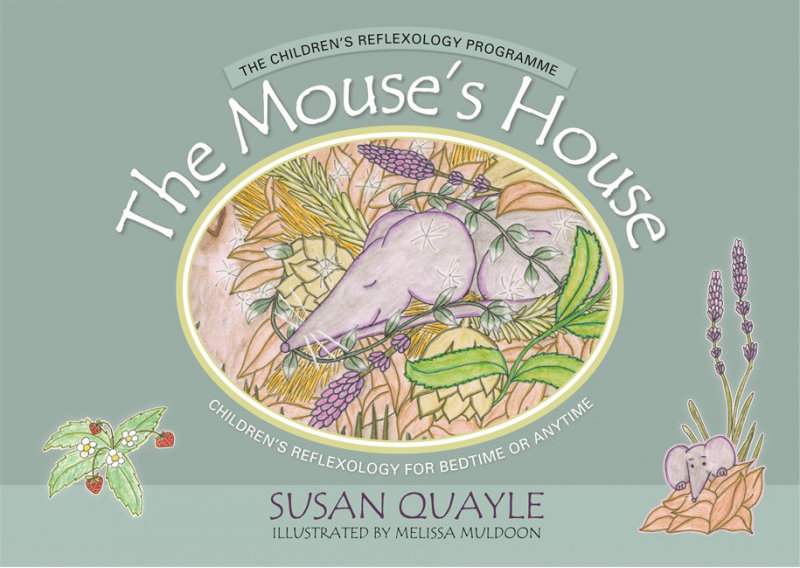 THE CHILDREN'S REFLEXOLOGY PROGRAMME
The Mouse's House
CHILDREN'S REFLEXOLOGY FOR BEDTIME OR ANYTIME
SUSAN QUAYLE
ILLUSTRATED BY MELISSA MULDOON